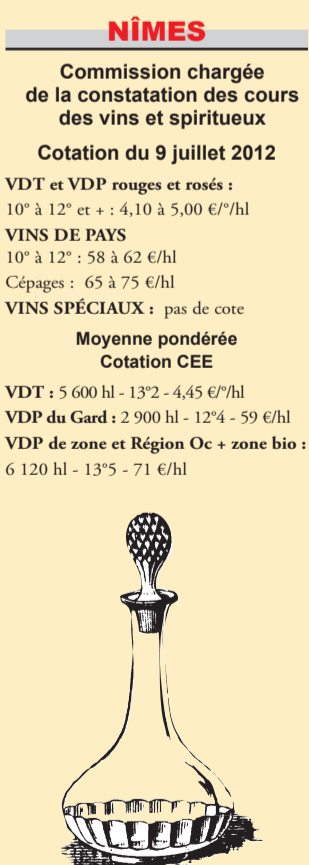 NÎMES
Commission chargée
de la constatation des cours
des vins et spiritueux
Cotation du 9 juillet 2012
VDT et VDP rouges et rosés :
10° à 12° et + : 4,10 à 5,00 €/°/hl
VINS DE PAYS
10° à 12° : 58 à 62 €/hl
Cépages : 65 à 75 €/hl
VINS SPÉCIAUX : pas de cote
Moyenne pondérée
Cotation CEE
VDT : 5 600 hl - 13°2 - 4,45 €/°/hl
VDP du Gard : 2 900 hl - 12°4 - 59 €/hl
VDP de zone et Région Oc + zone bio :
6 120 hl - 13°5 - 71 €/hl